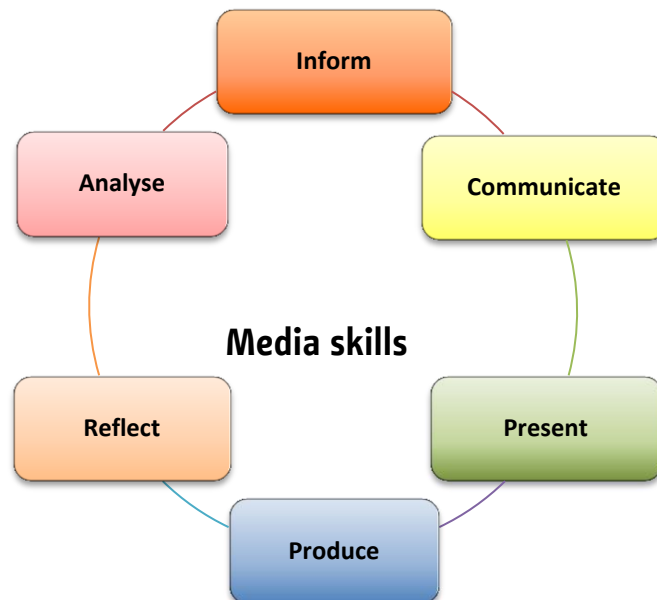 Inform
Analyse
Communicate
Media skills
Reflect
Present
Produce